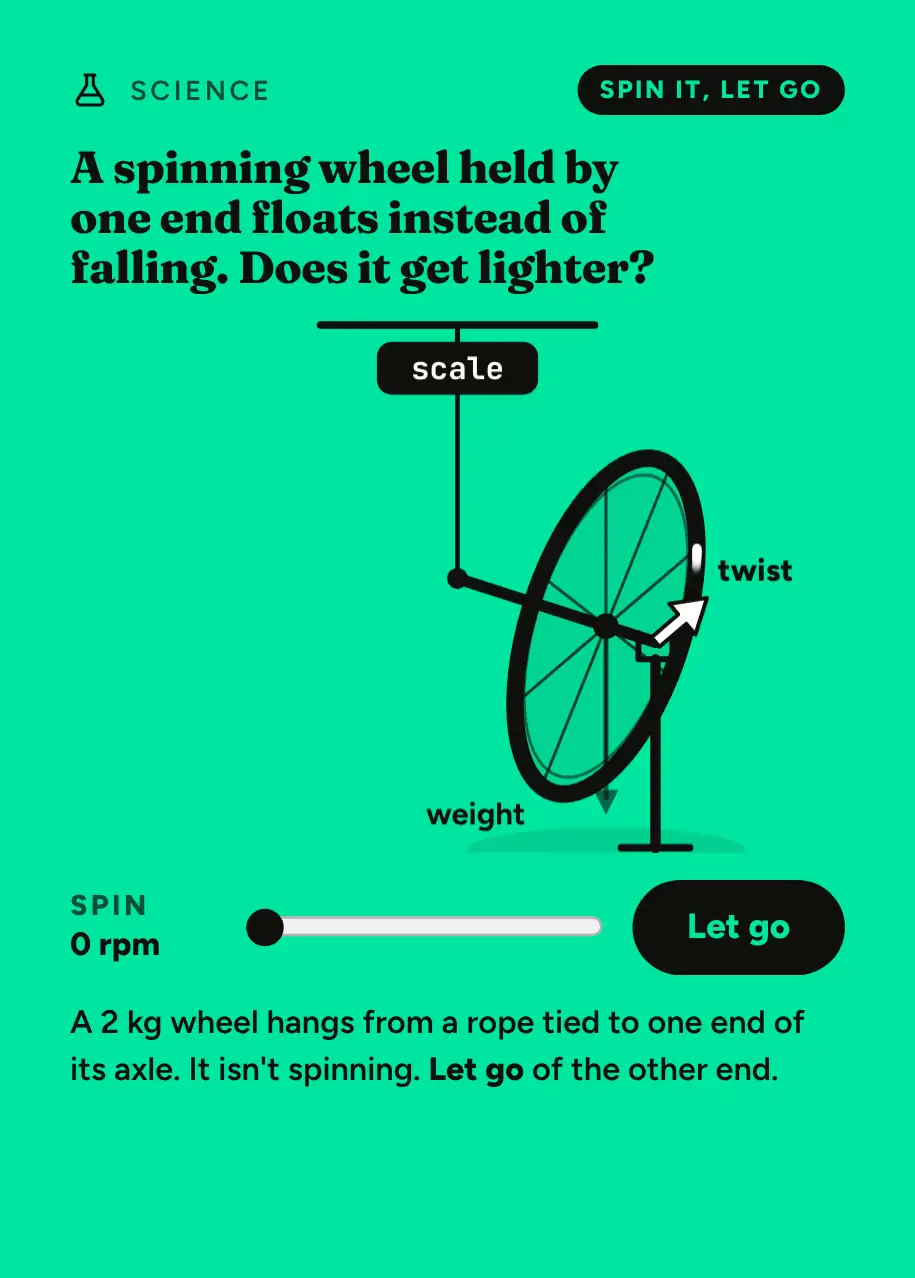 SCIENCE
SPIN IT, LET GO
A spinning wheel held by
one end floats instead of
falling. Does it get lighter?
scale
twist
weight
SPIN
0 rpm
Let go
A 2 kg wheel hangs from a rope tied to one end of
its axle. It isn't spinning. Let go of the other end.